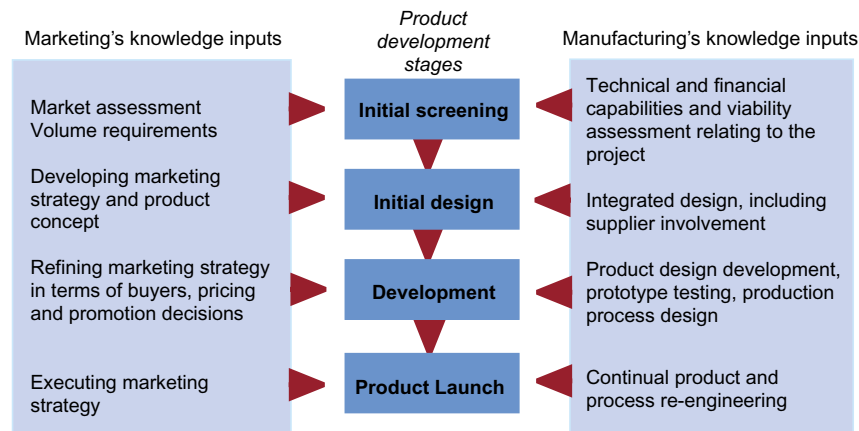 Marketing’s knowledge inputs
Product
development
stages
Manufacturing’s knowledge inputs
Market assessment
Volume requirements
Initial screening
Technical and financial
capabilities and viability
assessment relating to the
project
Developing marketing
strategy and product
concept
Initial design
Integrated design, including
supplier involvement
Refining marketing strategy
in terms of buyers, pricing
and promotion decisions
Development
Product design development,
prototype testing, production
process design
Executing marketing
strategy
Product Launch
Continual product and
process re-engineering